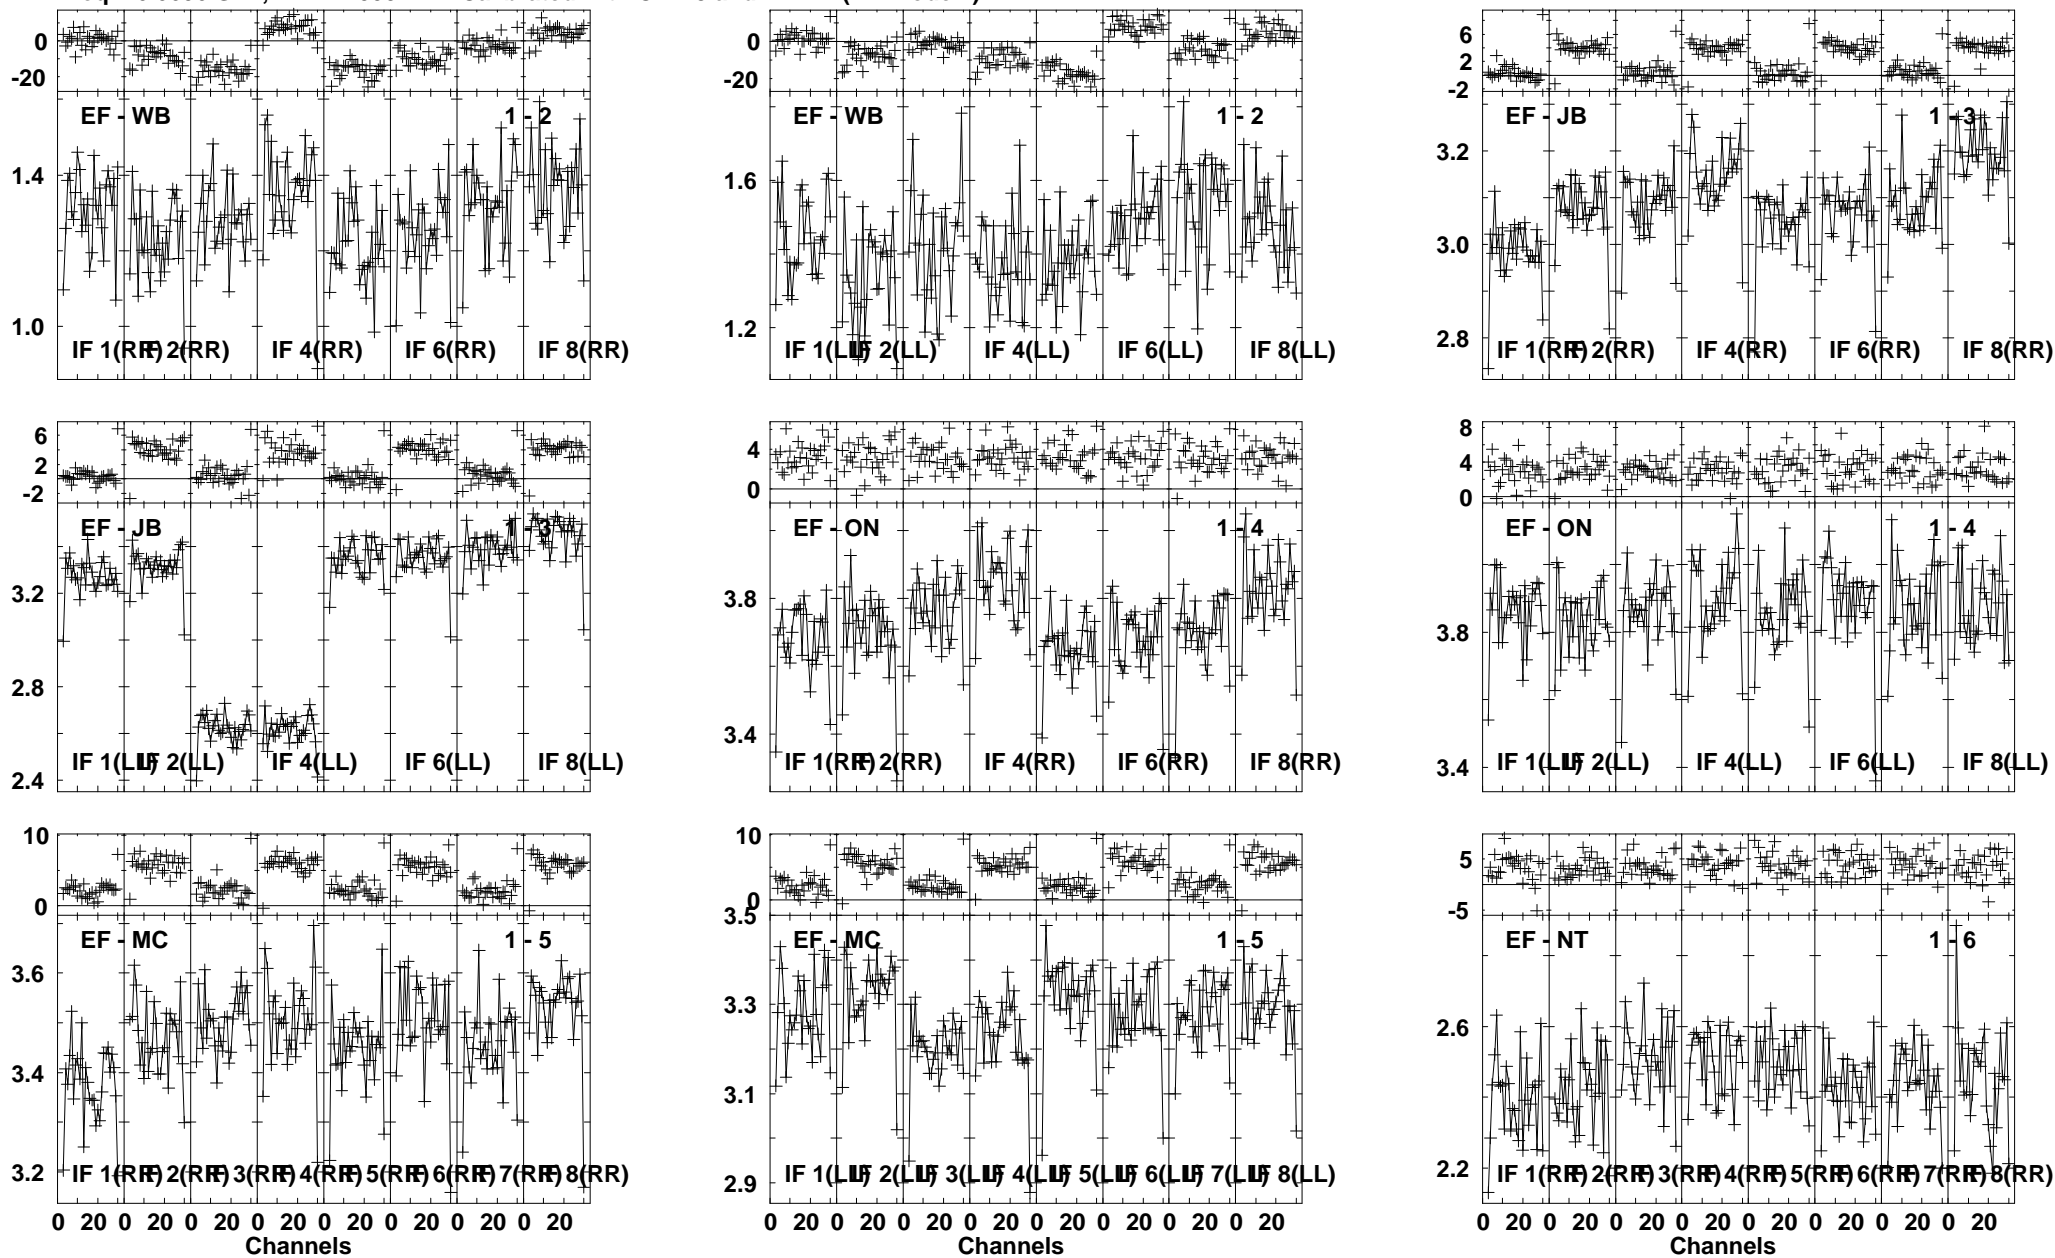 0
-20
EF - WB
1 - 2
1.4
1.0
IF 1(RR)
IF 2(RR)
IF 4(RR)
IF 6(RR)
IF 8(RR)
0
-20
EF - WB
1 - 2
1.6
1.2
IF 1(LL)
IF 2(LL)
IF 4(LL)
IF 6(LL)
IF 8(LL)
6
2
-2
EF - JB
1 - 3
3.2
3.0
2.8
IF 1(RR)
IF 2(RR)
IF 4(RR)
IF 6(RR)
IF 8(RR)
6
2
-2
EF - JB
1 - 3
3.2
2.8
2.4
IF 1(LL)
IF 2(LL)
IF 4(LL)
IF 6(LL)
IF 8(LL)
4
0
EF - ON
1 - 4
3.8
3.4
IF 1(RR)
IF 2(RR)
IF 4(RR)
IF 6(RR)
IF 8(RR)
8
4
0
EF - ON
1 - 4
3.8
3.4
IF 1(LL)
IF 2(LL)
IF 4(LL)
IF 6(LL)
IF 8(LL)
10
0
EF - MC
1 - 5
3.6
3.4
3.2
IF 1(RR)
IF 2(RR)
IF 3(RR)
IF 4(RR)
IF 5(RR)
IF 6(RR)
IF 7(RR)
IF 8(RR)
0 20 0 20 0 20 0 20 0 20 0 20 0 20 0 20
Channels
10
0
3.5
EF - MC
1 - 5
3.3
3.1
2.9
IF 1(LL)
IF 2(LL)
IF 3(LL)
IF 4(LL)
IF 5(LL)
IF 6(LL)
IF 7(LL)
IF 8(LL)
0 20 0 20 0 20 0 20 0 20 0 20 0 20 0 20
Channels
5
-5
EF - NT
1 - 6
2.6
2.2
IF 1(RR)
IF 2(RR)
IF 3(RR)
IF 4(RR)
IF 5(RR)
IF 6(RR)
IF 7(RR)
IF 8(RR)
0 20 0 20 0 20 0 20 0 20 0 20 0 20 0 20
Channels